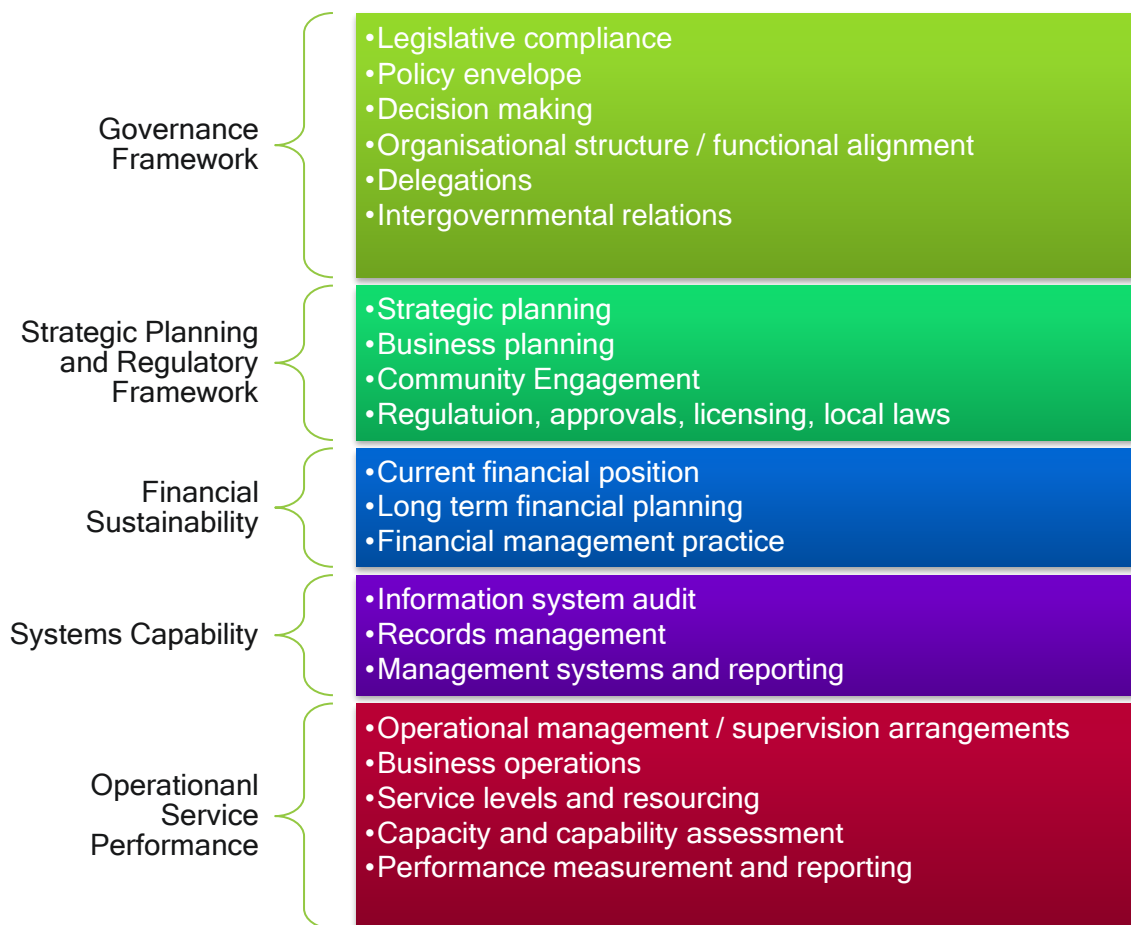 Governance
Framework
•Legislative compliance
•Policy envelope
•Decision making
•Organisational structure / functional alignment
•Delegations
•Intergovernmental relations
Strategic Planning
and Regulatory
Framework
•Strategic planning
•Business planning
•Community Engagement
•Regulatuion, approvals, licensing, local laws
Financial
Sustainability
•Current financial position
•Long term financial planning
•Financial management practice
Systems Capability
•Information system audit
•Records management
•Management systems and reporting
Operationanl
Service
Performance
•Operational management / supervision arrangements
•Business operations
•Service levels and resourcing
•Capacity and capability assessment
•Performance measurement and reporting